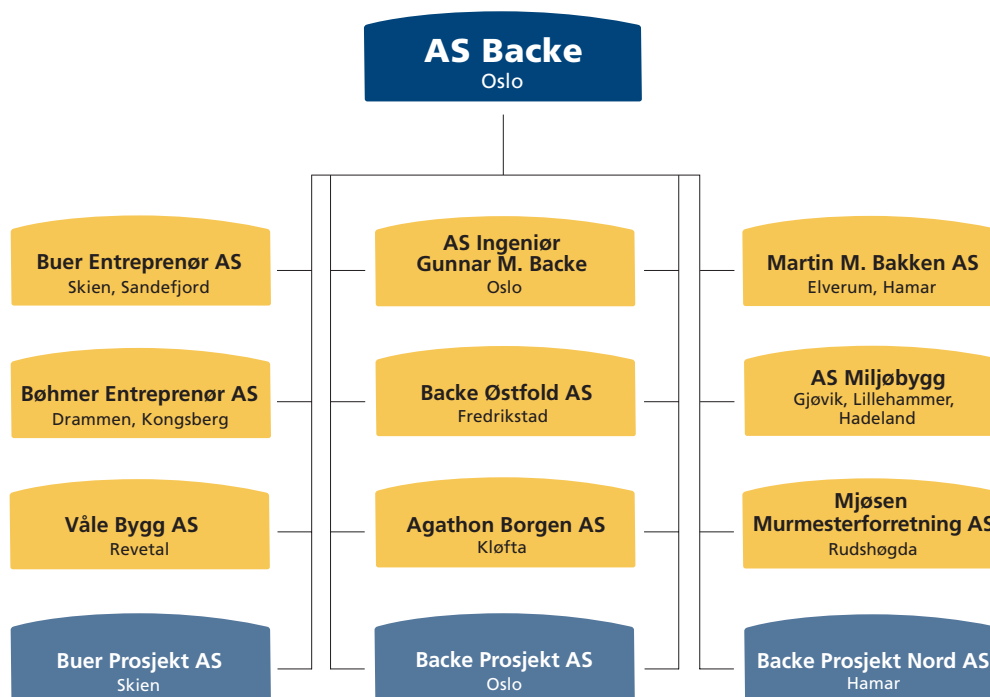 AS Backe
Oslo
Buer Entreprenør AS
Skien, Sandefjord
AS Ingeniør
Gunnar M. Backe
Oslo
Martin M. Bakken AS
Elverum, Hamar
Bøhmer Entreprenør AS
Drammen, Kongsberg
Backe Østfold AS
Fredrikstad
AS Miljøbygg
Gjøvik, Lillehammer,
Hadeland
Våle Bygg AS
Revetal
Agathon Borgen AS
Kløfta
Mjøsen
Murmesterforretning AS
Rudshøgda
Buer Prosjekt AS
Skien
Backe Prosjekt AS
Oslo
Backe Prosjekt Nord AS
Hamar